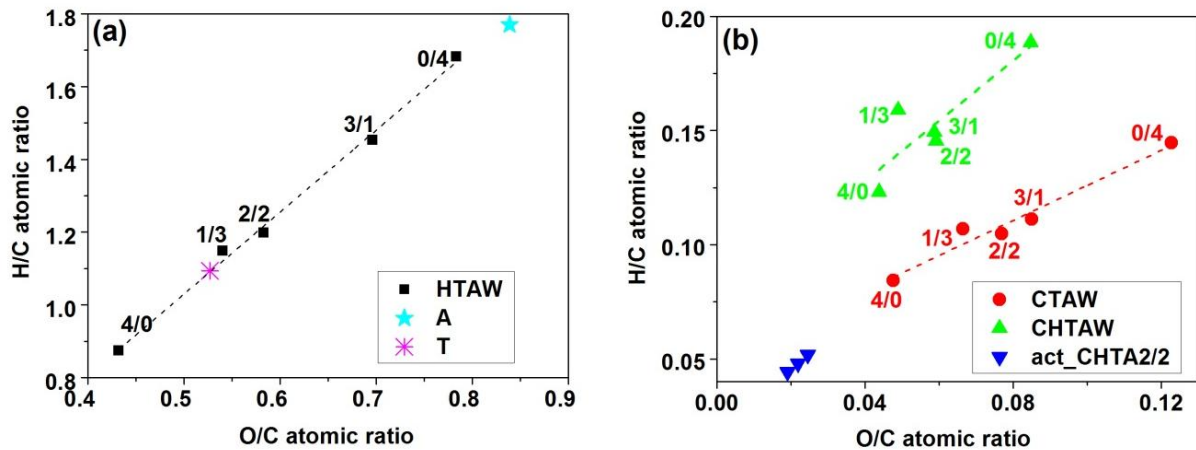 (a)
H/C atomic ratio
1.8
1.6
1.4
1.2
1.0
0.8
0/4
3/1
2/2
1/3
4/0
HTAW
A
T
0.4 0.5 0.6 0.7 0.8 0.9
O/C atomic ratio
(b)
H/C atomic ratio
0.20
0.15
0.10
0.05
0/4
1/3
3/1
2/2
4/0
0/4
3/1
1/3
2/2
4/0
CTAW
CHTAW
act_CHTA2/2
0.00 0.04 0.08 0.12
O/C atomic ratio